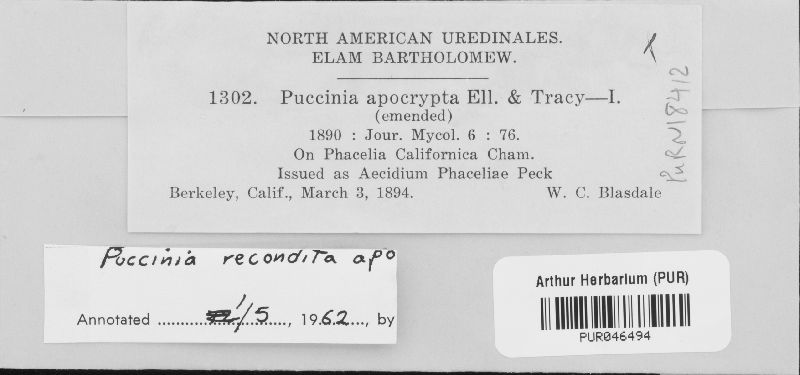 NORTH AMERICAN UREDINALES.
ELAM BARTHOLOMEW.
1302. Puccinia apocrypta Ell. & Tracy—I.
(emended)
1890 : Jour. Mycol. 6 : 76.
On Phacelia Californica Cham.
Issued as Aecidium Phaceliae Peck
Berkeley, Calif., March 3, 1894. W. C. Blasdale
PURN18412
Puccinia recondita apo
Annotated 1/5, 1962, by
Arthur Herbarium (PUR)
PUR046494